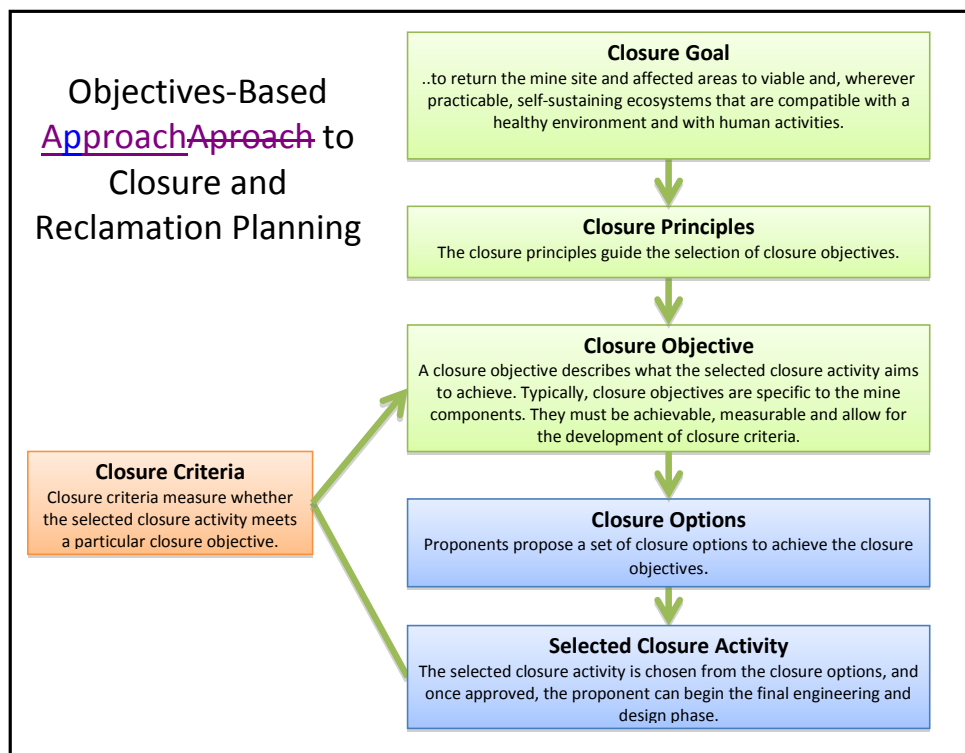 Objectives-Based
ApproachAproach to
Closure and
Reclamation Planning
Closure Goal
..to return the mine site and affected areas to viable and, wherever
practicable, self-sustaining ecosystems that are compatible with a
healthy environment and with human activities.
Closure Principles
The closure principles guide the selection of closure objectives.
Closure Objective
A closure objective describes what the selected closure activity aims
to achieve. Typically, closure objectives are specific to the mine
components. They must be achievable, measurable and allow for
the development of closure criteria.
Closure Criteria
Closure criteria measure whether
the selected closure activity meets
a particular closure objective.
Closure Options
Proponents propose a set of closure options to achieve the closure
objectives.
Selected Closure Activity
The selected closure activity is chosen from the closure options, and
once approved, the proponent can begin the final engineering and
design phase.